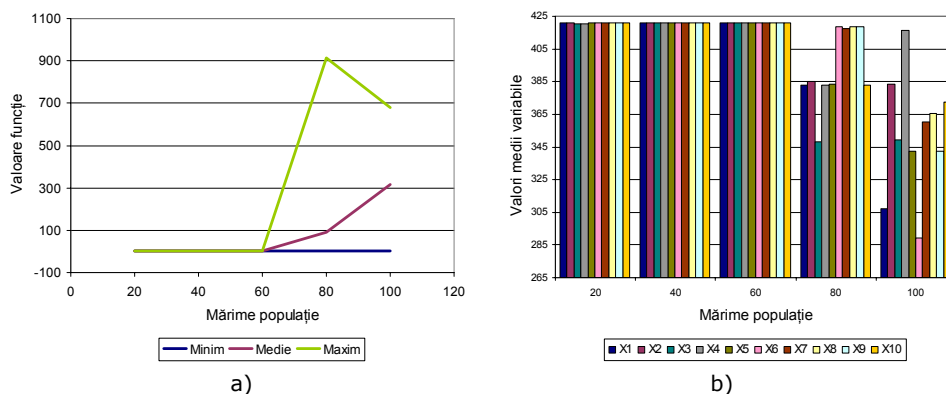 1100
900
700
500
300
100
-100
Valoare funcție
0 20 40 60 80 100 120
Mărime populație
Minim Medie Maxim
a)
425
405
385
365
345
325
305
285
265
Valori medii variabile
20 40 60 80 100
Mărime populație
X1 X2 X3 X4 X5 X6 X7 X8 X9 X10
b)